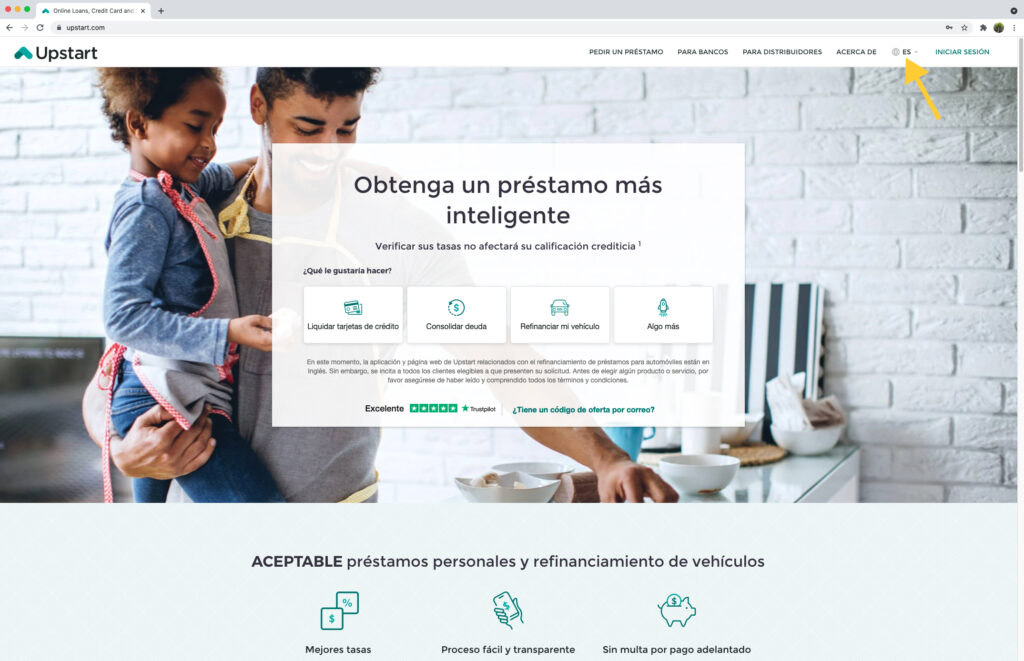 Online Loans, Credit Card and
upstart.com
Upstart
PEDIR UN PRÉSTAMO PARA BANCOS PARA DISTRIBUIDORES ACERCA DE ES INICIAR SESIÓN
Obtenga un préstamo más
inteligente
Verificar sus tasas no afectará su calificación crediticia 1
¿Qué le gustaría hacer?
Liquidar tarjetas de crédito Consolidar deuda Refinanciar mi vehículo Algo más
En este momento, la aplicación y página web de Upstart relacionados con el refinanciamiento de préstamos para automóviles están en
Inglés. Sin embargo, se incita a todos los clientes elegibles a que presenten su solicitud. Antes de elegir algún producto o servicio, por
favor asegúrese de haber leído y comprendido todos los términos y condiciones.
Excelente Trustpilot ¿Tiene un código de oferta por correo?
ACEPTABLE préstamos personales y refinanciamiento de vehículos
%
$
$
$
Mejores tasas Proceso fácil y transparente Sin multa por pago adelantado